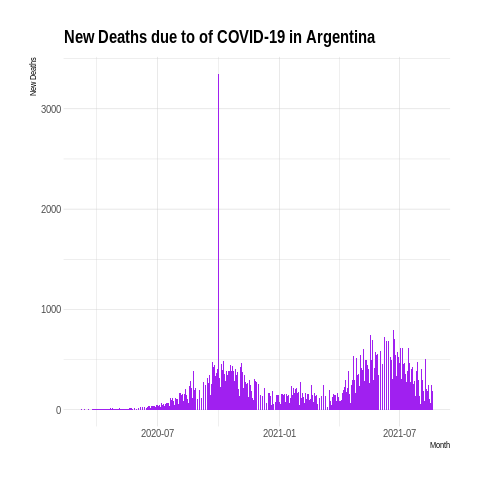 New Deaths due to of COVID-19 in Argentina
New Deaths
3000
2000
1000
0
2020-07
2021-01
2021-07
Month